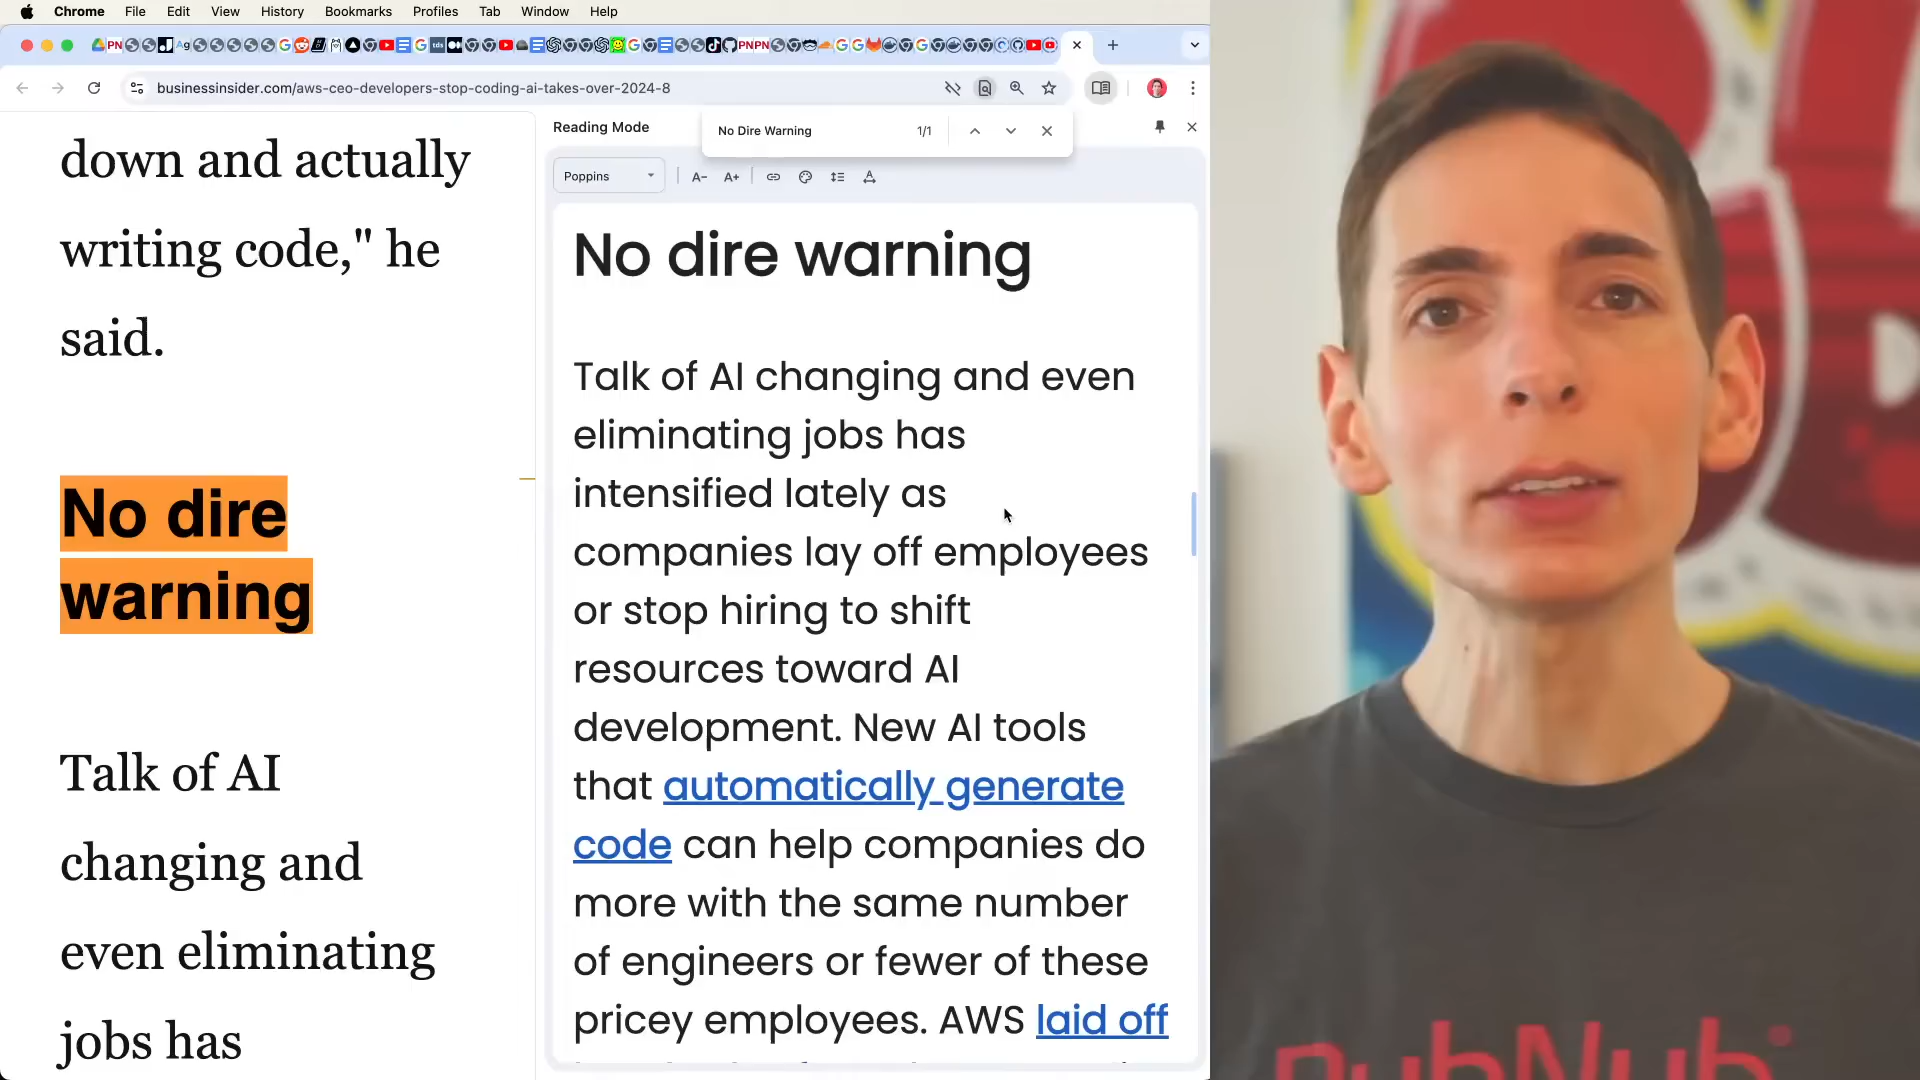 Chrome File Edit View History Bookmarks Profiles Tab Window Help
businessinsider.com/aws-ceo-developers-stop-coding-ai-takes-over-2024-8
Reading Mode
No Dire Warning 1/1
Poppins A- A+
down and actually
writing code," he
said.
No dire
warning
Talk of AI
changing and
even eliminating
jobs has
No dire warning
Talk of AI changing and even
eliminating jobs has
intensified lately as
companies lay off employees
or stop hiring to shift
resources toward AI
development. New AI tools
that automatically generate
code can help companies do
more with the same number
of engineers or fewer of these
pricey employees. AWS laid off
PubNub